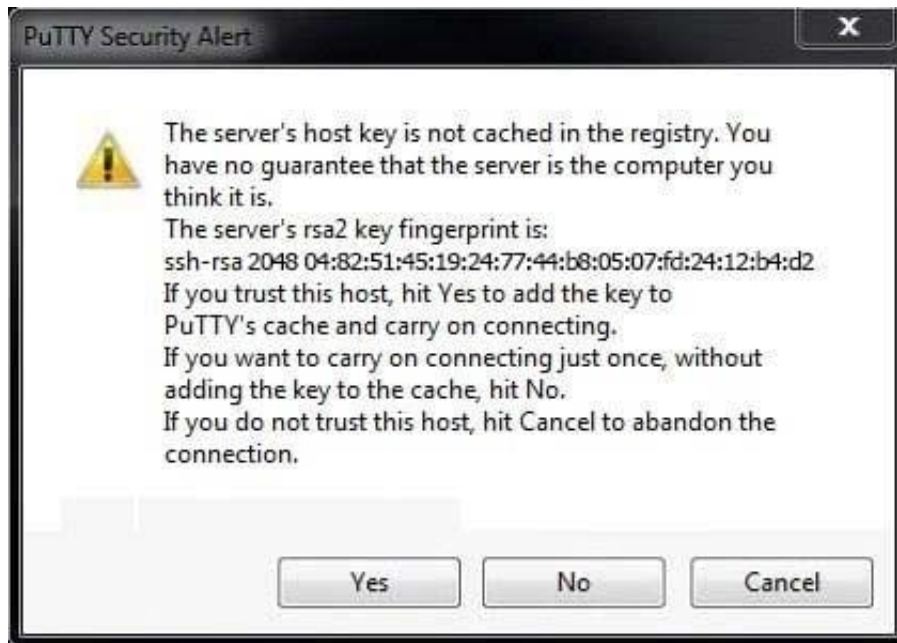 PuTTY Security Alert
The server's host key is not cached in the registry. You
have no guarantee that the server is the computer you
think it is.
The server's rsa2 key fingerprint is:
ssh-rsa 2048 04:82:51:45:19:24:77:44:b8:05:07:fd:24:12:b4:d2
If you trust this host, hit Yes to add the key to
PuTTY's cache and carry on connecting.
If you want to carry on connecting just once, without
adding the key to the cache, hit No.
If you do not trust this host, hit Cancel to abandon the
connection.
Yes No Cancel